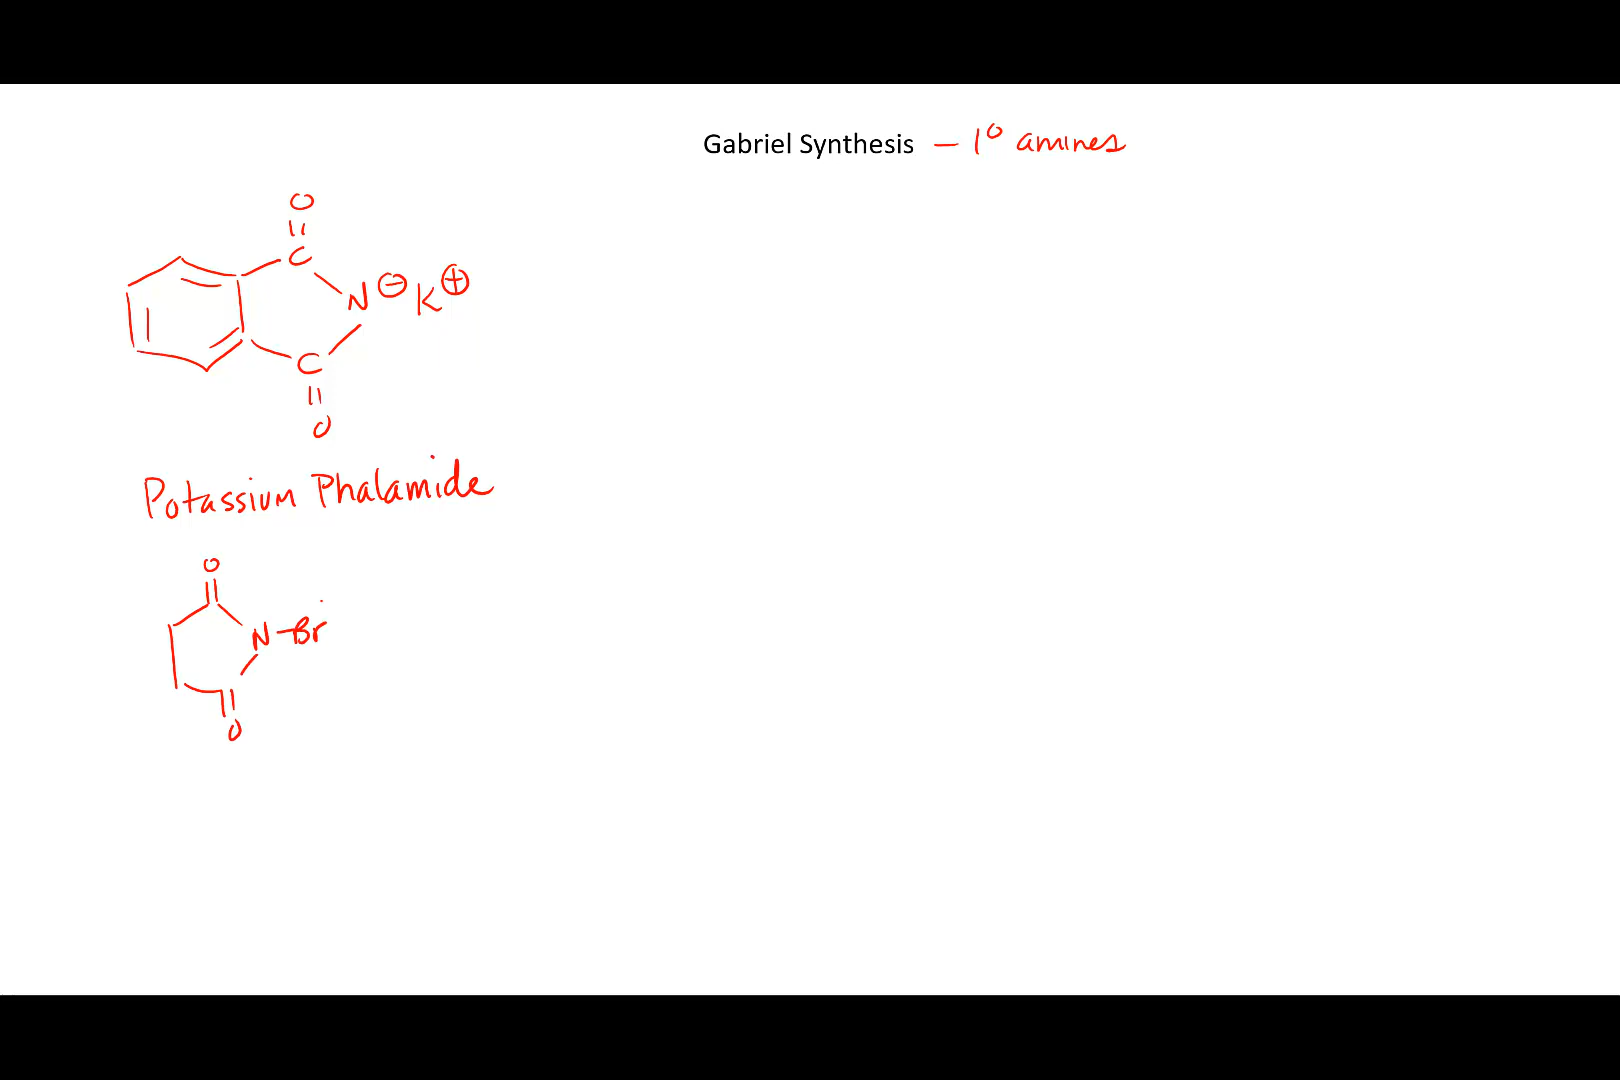 Gabriel Synthesis — 1° amines
O
C
N ⊖ K ⊕
C
O
Potassium Phalamide
O
N-Br
O